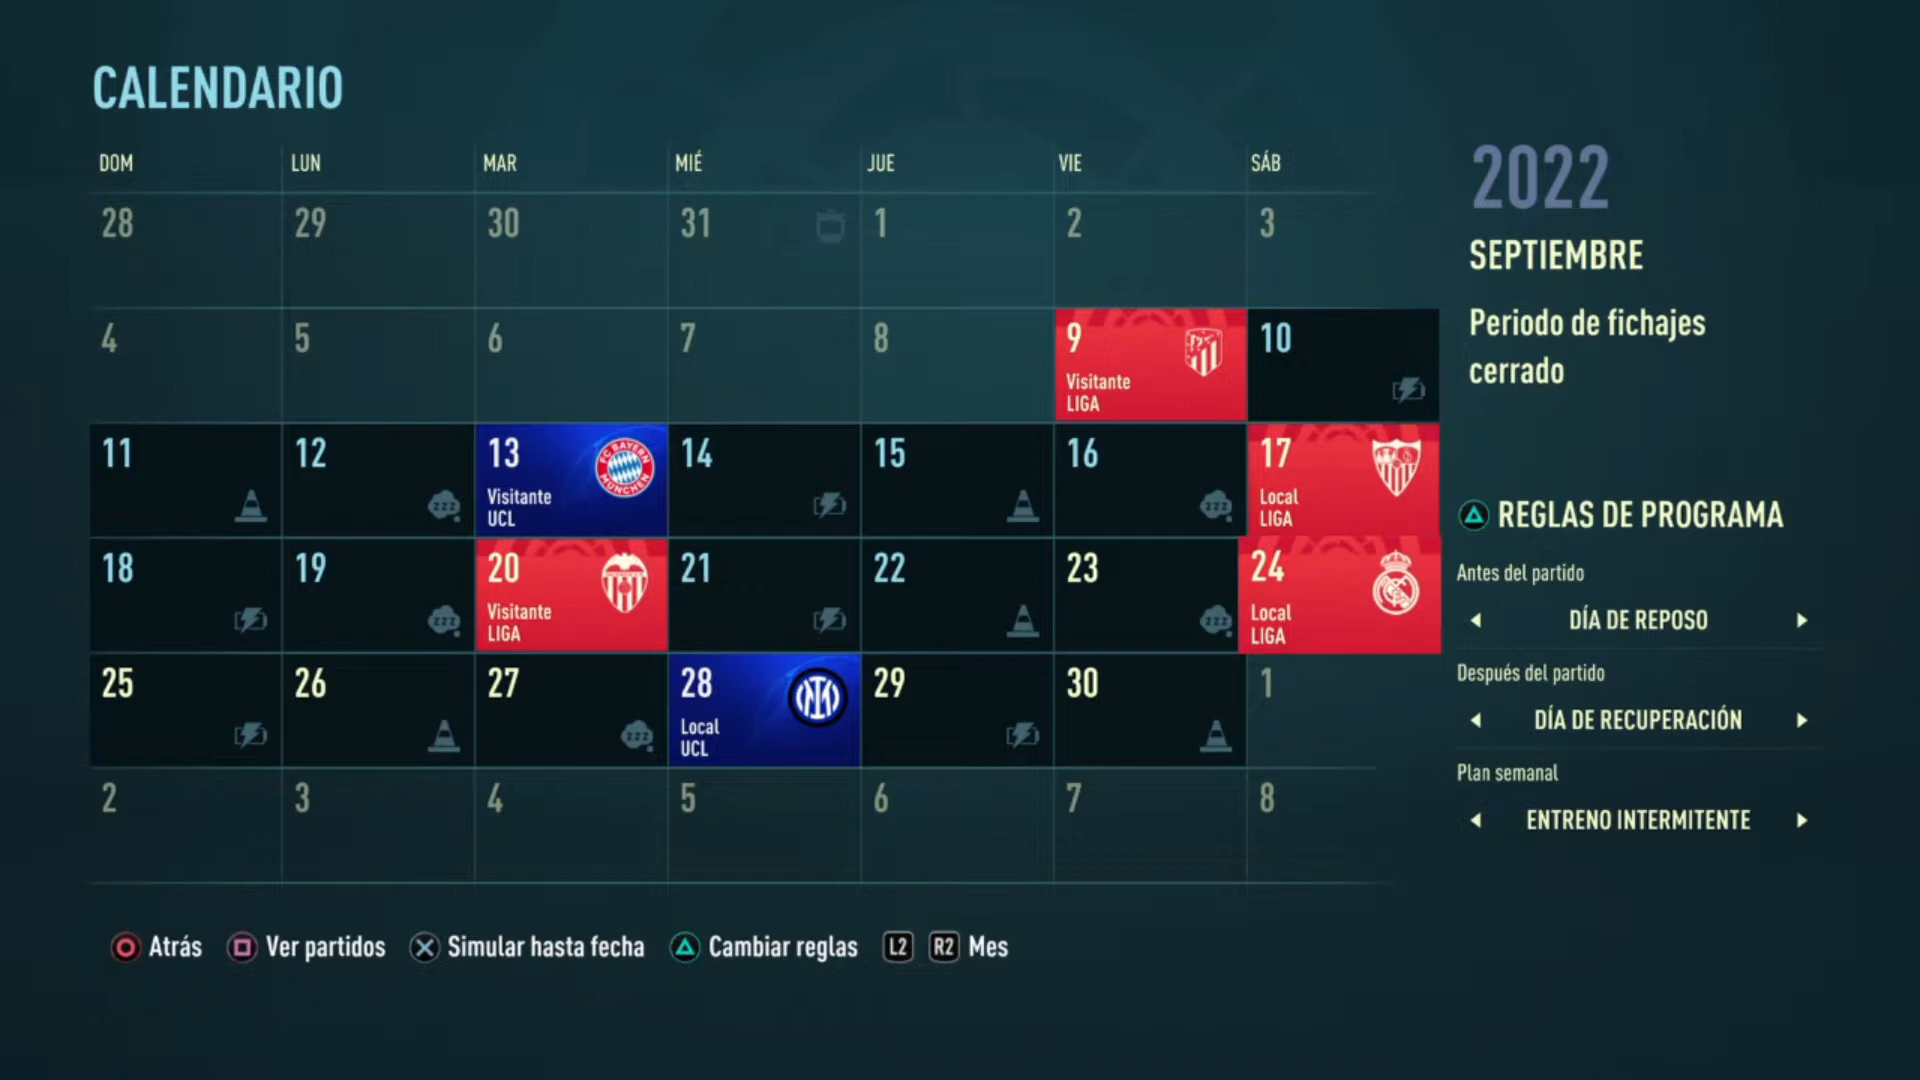 CALENDARIO
DOM LUN MAR MIÉ JUE VIE SÁB
28 29 30 31 1 2 3
4 5 6 7 8 9 10
Visitante
LIGA
11 12 13 14 15 16 17
FC BAYERN
MÜNCHEN
Visitante
UCL
Local
LIGA
18 19 20 21 22 23 24
Visitante
LIGA
Local
LIGA
25 26 27 28 29 30 1
Local
UCL
2 3 4 5 6 7 8
2022
SEPTIEMBRE
Periodo de fichajes
cerrado
REGLAS DE PROGRAMA
Antes del partido
DÍA DE REPOSO
Después del partido
DÍA DE RECUPERACIÓN
Plan semanal
ENTRENO INTERMITENTE
Atrás Ver partidos Simular hasta fecha Cambiar reglas L2 R2 Mes